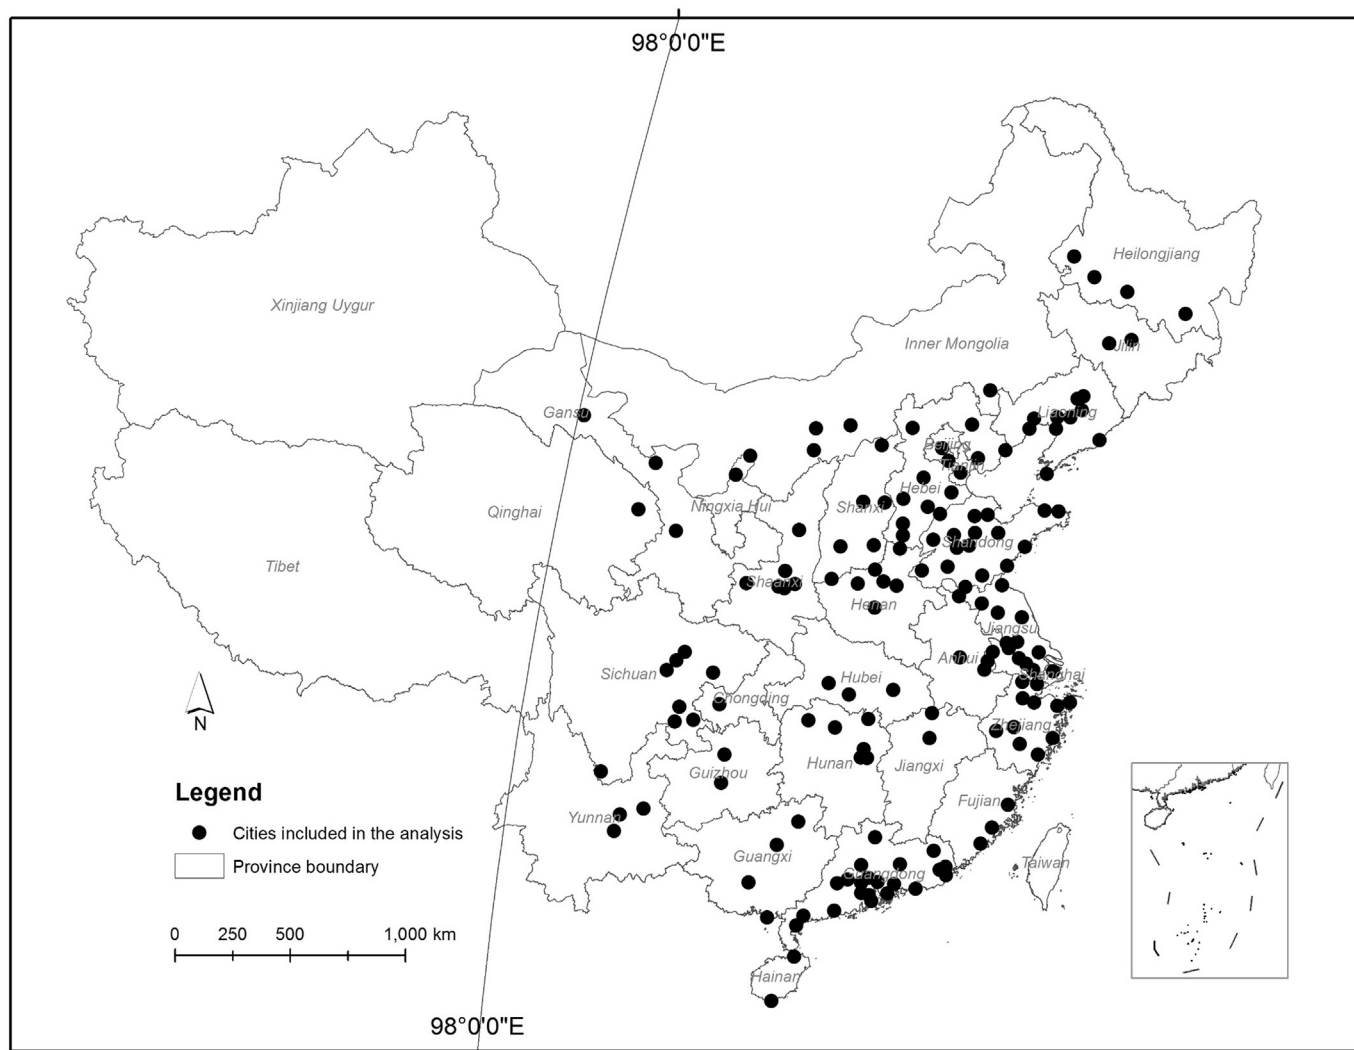 98°0'0"E
Heilongjiang
Xinjiang Uygur
Inner Mongolia
Jilin
Gansu
Liaoning
Beijing
Tianjin
Hebei
Qinghai
Ningxia Hui
Shanxi
Shandong
Tibet
Shaanxi
Henan
Jiangsu
Anhui
Sichuan
Hubei
Shanghai
Chongqing
Zhejiang
N
Guizhou
Hunan
Jiangxi
Legend
Fujian
Yunnan
Cities included in the analysis
Guangxi
Taiwan
Province boundary
Guangdong
0 250 500 1,000 km
Hainan
98°0'0"E